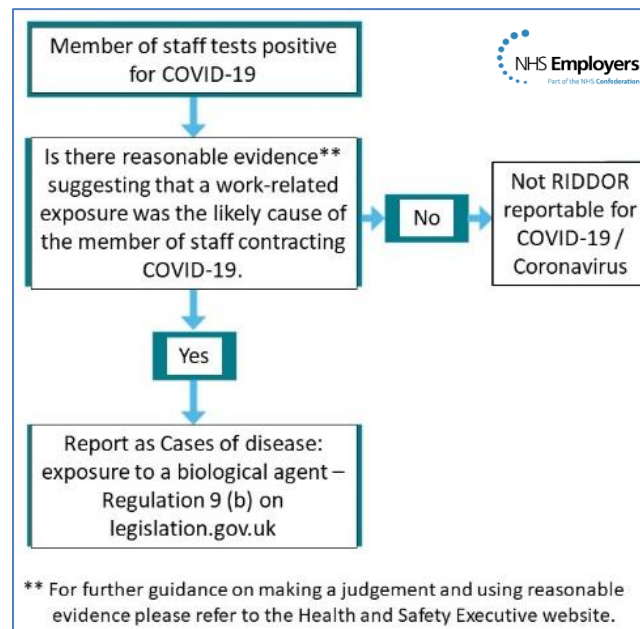 Member of staff tests positive
for COVID-19
NHS Employers
Part of the NHS Confederation
Is there reasonable evidence**
suggesting that a work-related
exposure was the likely cause of
the member of staff contracting
COVID-19.
No
Not RIDDOR
reportable for
COVID-19 /
Coronavirus
Yes
Report as Cases of disease:
exposure to a biological agent –
Regulation 9 (b) on
legislation.gov.uk
** For further guidance on making a judgement and using reasonable
evidence please refer to the Health and Safety Executive website.